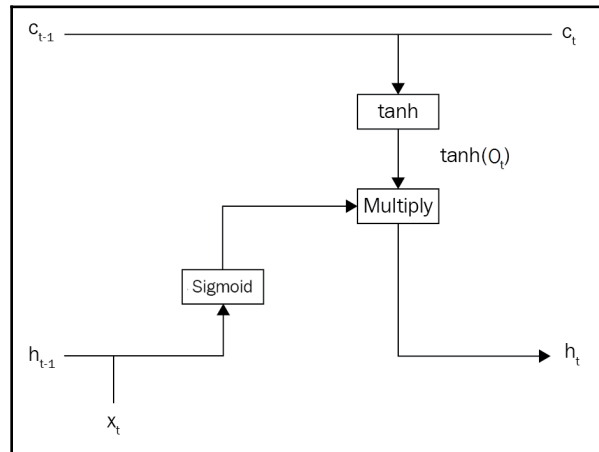 c_{t-1}
c_t
tanh
tanh(O_t)
Multiply
Sigmoid
h_{t-1}
h_t
x_t